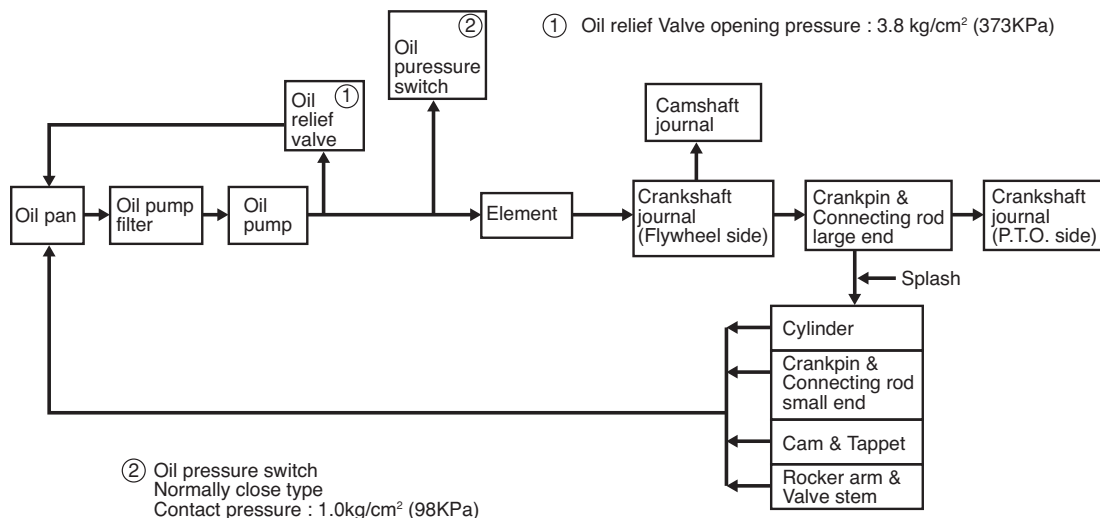 ① Oil relief Valve opening pressure : 3.8 kg/cm² (373KPa)
②
Oil
puressure
switch
①
Oil
relief
valve
Camshaft
journal
Oil pan
Oil pump
filter
Oil
pump
Element
Crankshaft
journal
(Flywheel side)
Crankpin &
Connecting rod
large end
Crankshaft
journal
(P.T.O. side)
Splash
Cylinder
Crankpin &
Connecting rod
small end
Cam & Tappet
Rocker arm &
Valve stem
② Oil pressure switch
Normally close type
Contact pressure : 1.0kg/cm² (98KPa)